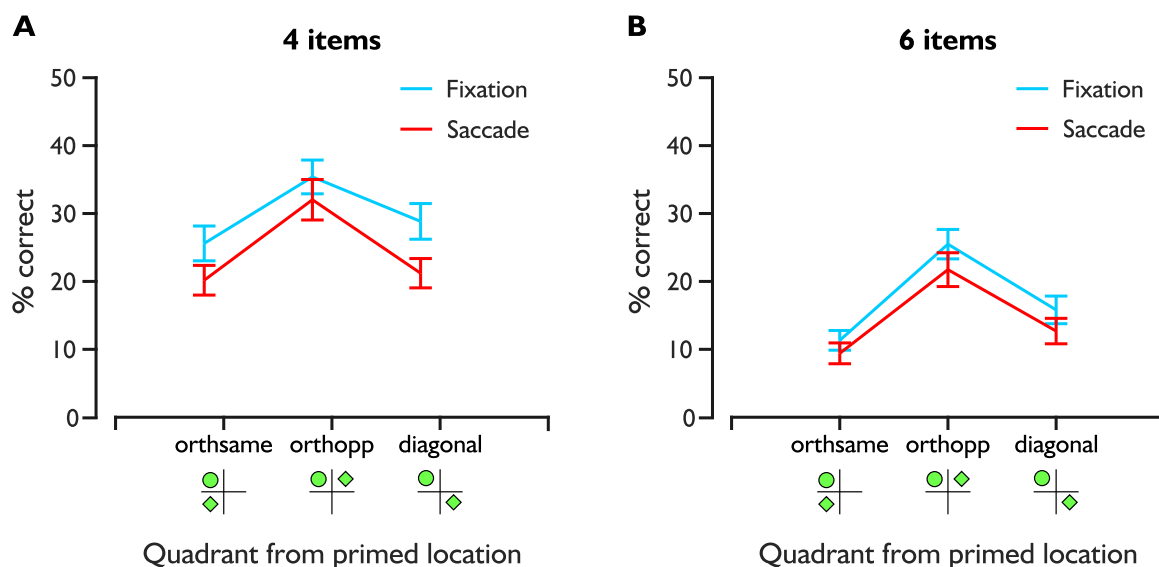 A
4 items
50
40
30
20
10
0
% correct
Fixation
Saccade
orthsame orthopp diagonal
Quadrant from primed location
B
6 items
50
40
30
20
10
0
% correct
Fixation
Saccade
orthsame orthopp diagonal
Quadrant from primed location